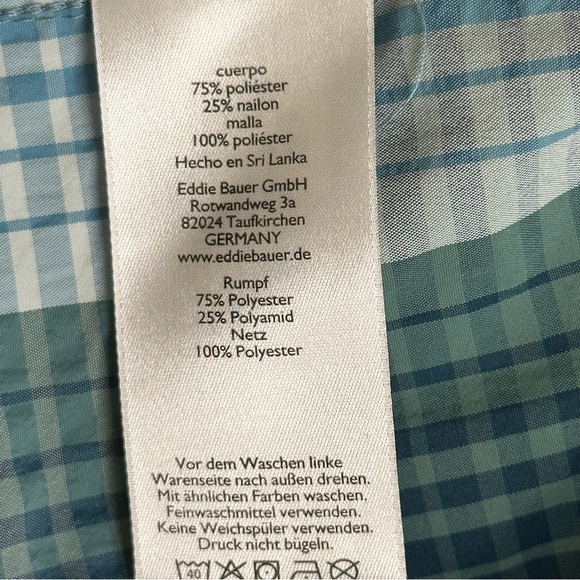 cuerpo
75% poliéster
25% nailon
malla
100% poliéster
Hecho en Sri Lanka
Eddie Bauer GmbH
Rotwandweg 3a
82024 Taufkirchen
GERMANY
www.eddiebauer.de
Rumpf
75% Polyester
25% Polyamid
Netz
100% Polyester
Vor dem Waschen linke
Warenseite nach außen drehen.
Mit ähnlichen Farben waschen.
Feinwaschmittel verwenden.
Keine Weichspüler verwenden.
Druck nicht bügeln.
40